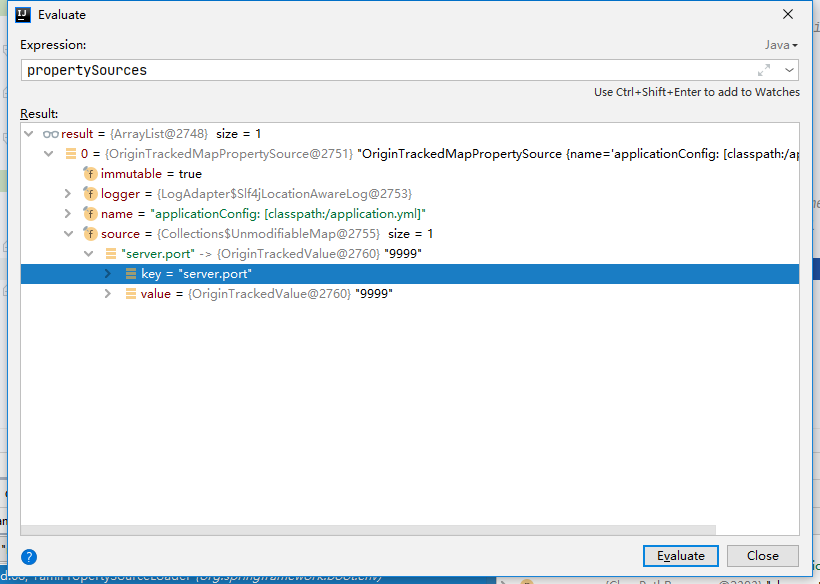 Evaluate
Expression:
Java
propertySources
Use Ctrl+Shift+Enter to add to Watches
Result:
result = {ArrayList@2748} size = 1
0 = {OriginTrackedMapPropertySource@2751} "OriginTrackedMapPropertySource {name='applicationConfig: [classpath:/ap
immutable = true
logger = {LogAdapter$Slf4jLocationAwareLog@2753}
name = "applicationConfig: [classpath:/application.yml]"
source = {Collections$UnmodifiableMap@2755} size = 1
"server.port" -> {OriginTrackedValue@2760} "9999"
key = "server.port"
value = {OriginTrackedValue@2760} "9999"
Evaluate
Close